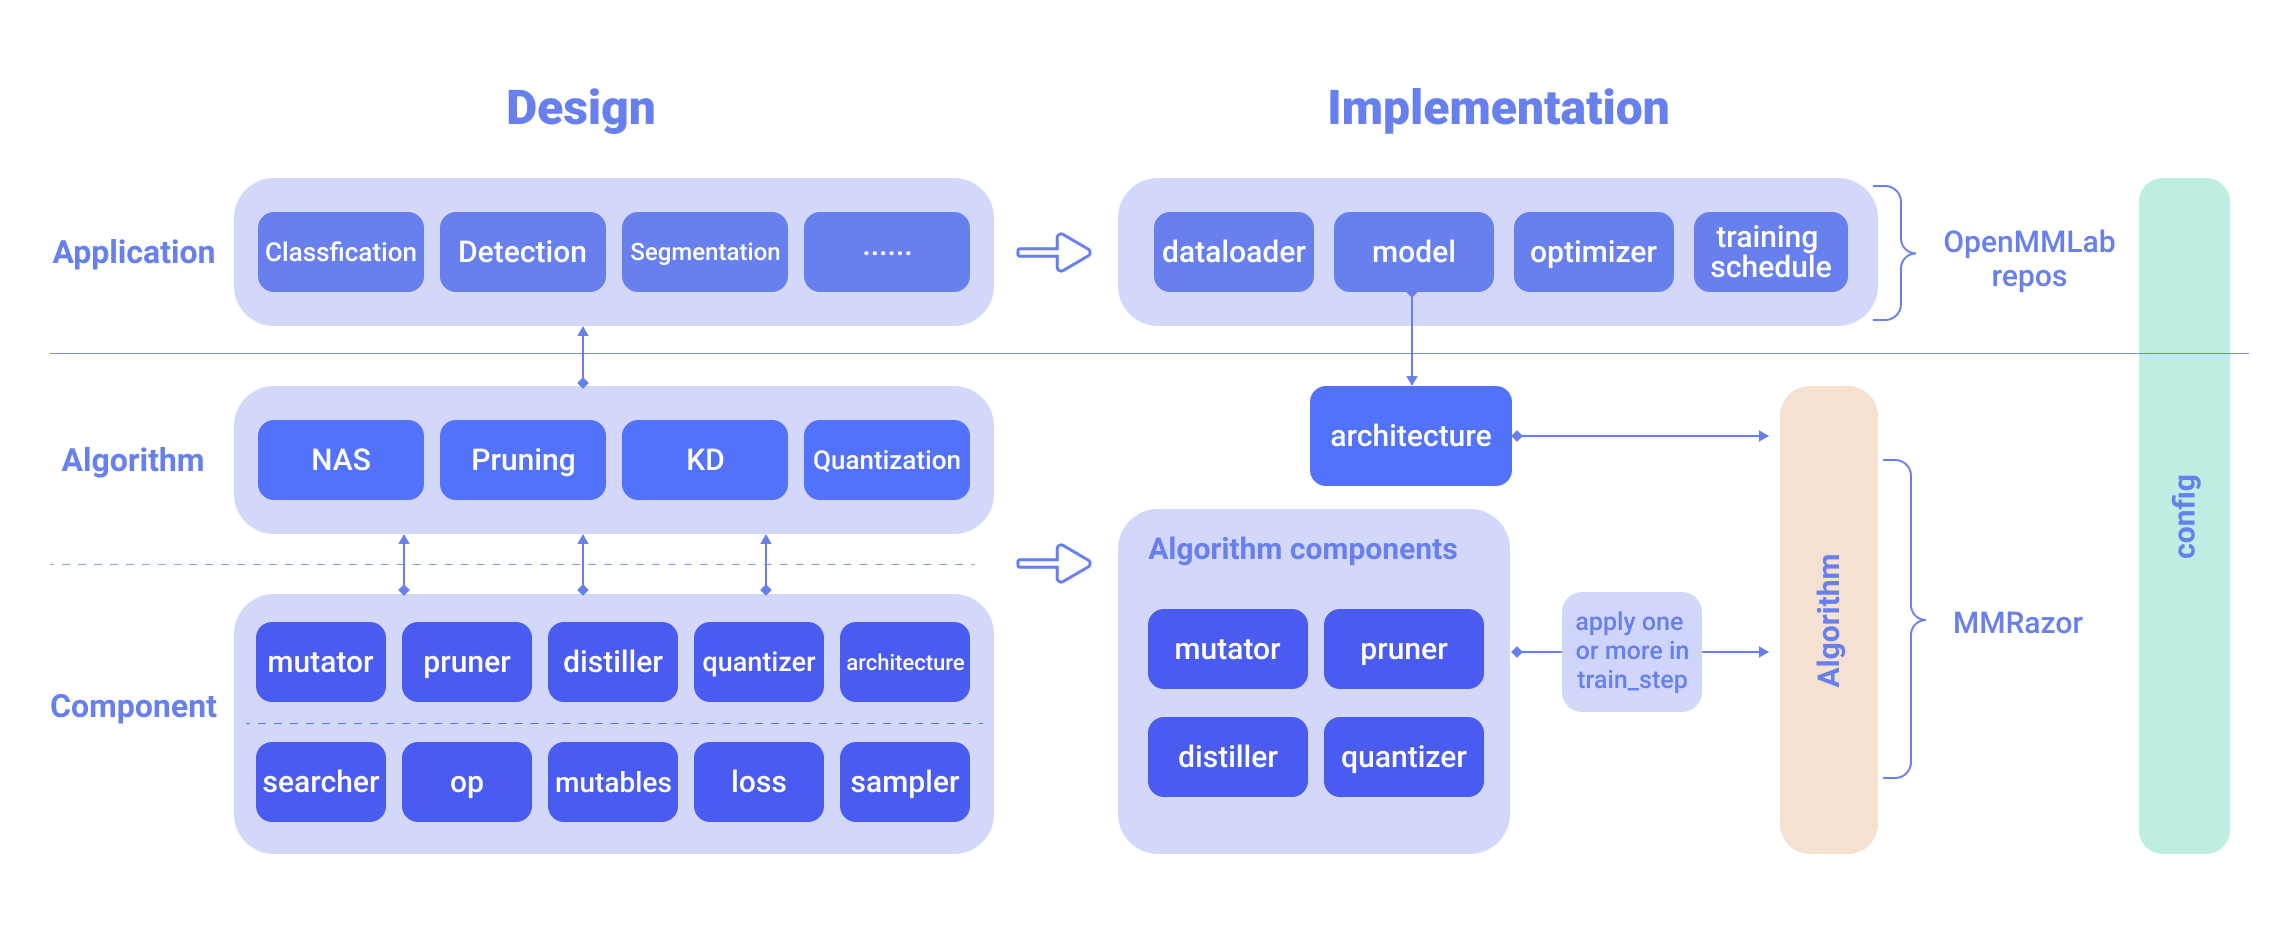 Design
Implementation
Application
Classfication
Detection
Segmentation
······
dataloader
model
optimizer
training
schedule
OpenMMLab
repos
Algorithm
NAS
Pruning
KD
Quantization
architecture
Component
mutator
pruner
distiller
quantizer
architecture
searcher
op
mutables
loss
sampler
Algorithm components
mutator
pruner
distiller
quantizer
apply one
or more in
train_step
Algorithm
MMRazor
config